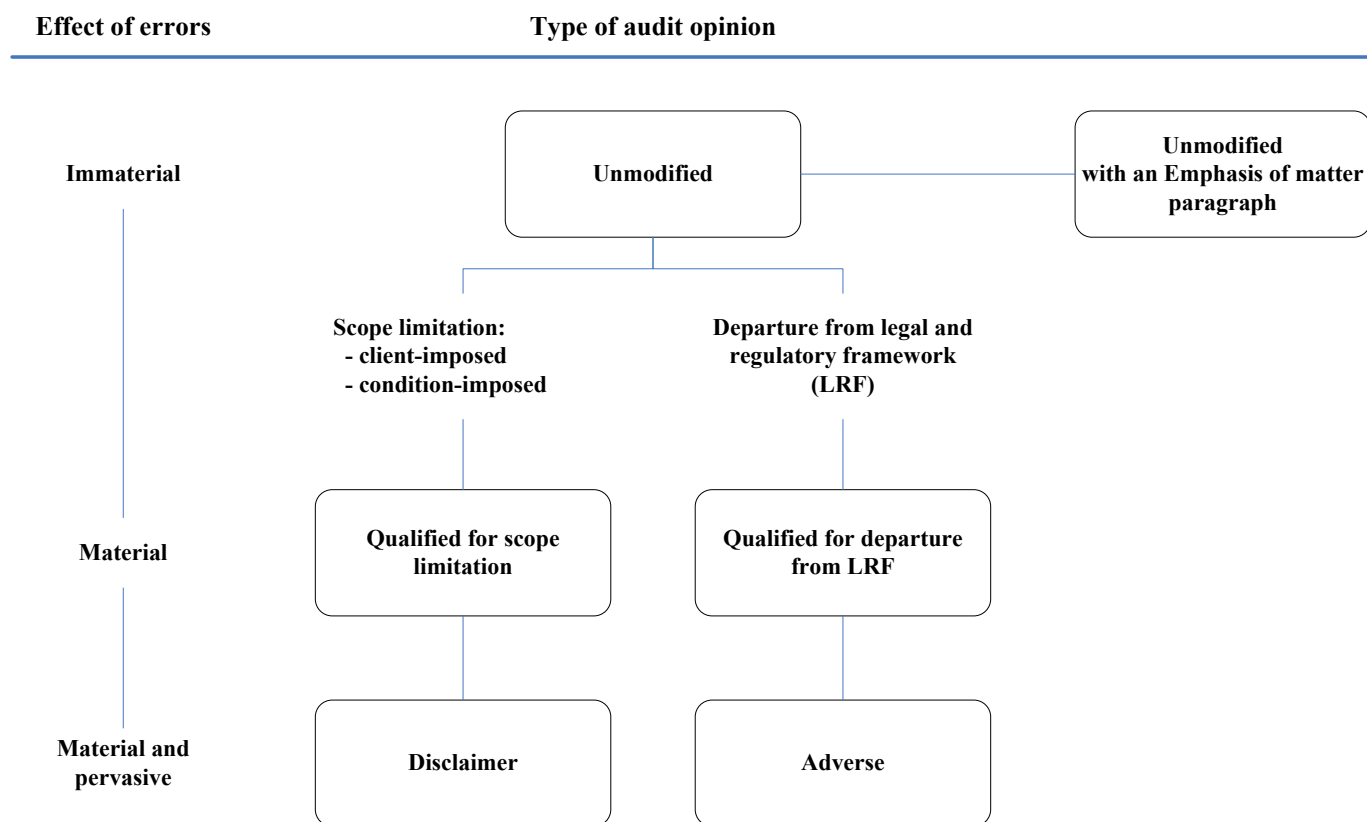 Effect of errors
Type of audit opinion
Immaterial
Unmodified
Unmodified
with an Emphasis of matter
paragraph
Scope limitation:
- client-imposed
- condition-imposed
Departure from legal and
regulatory framework
(LRF)
Material
Qualified for scope
limitation
Qualified for departure
from LRF
Material and
pervasive
Disclaimer
Adverse